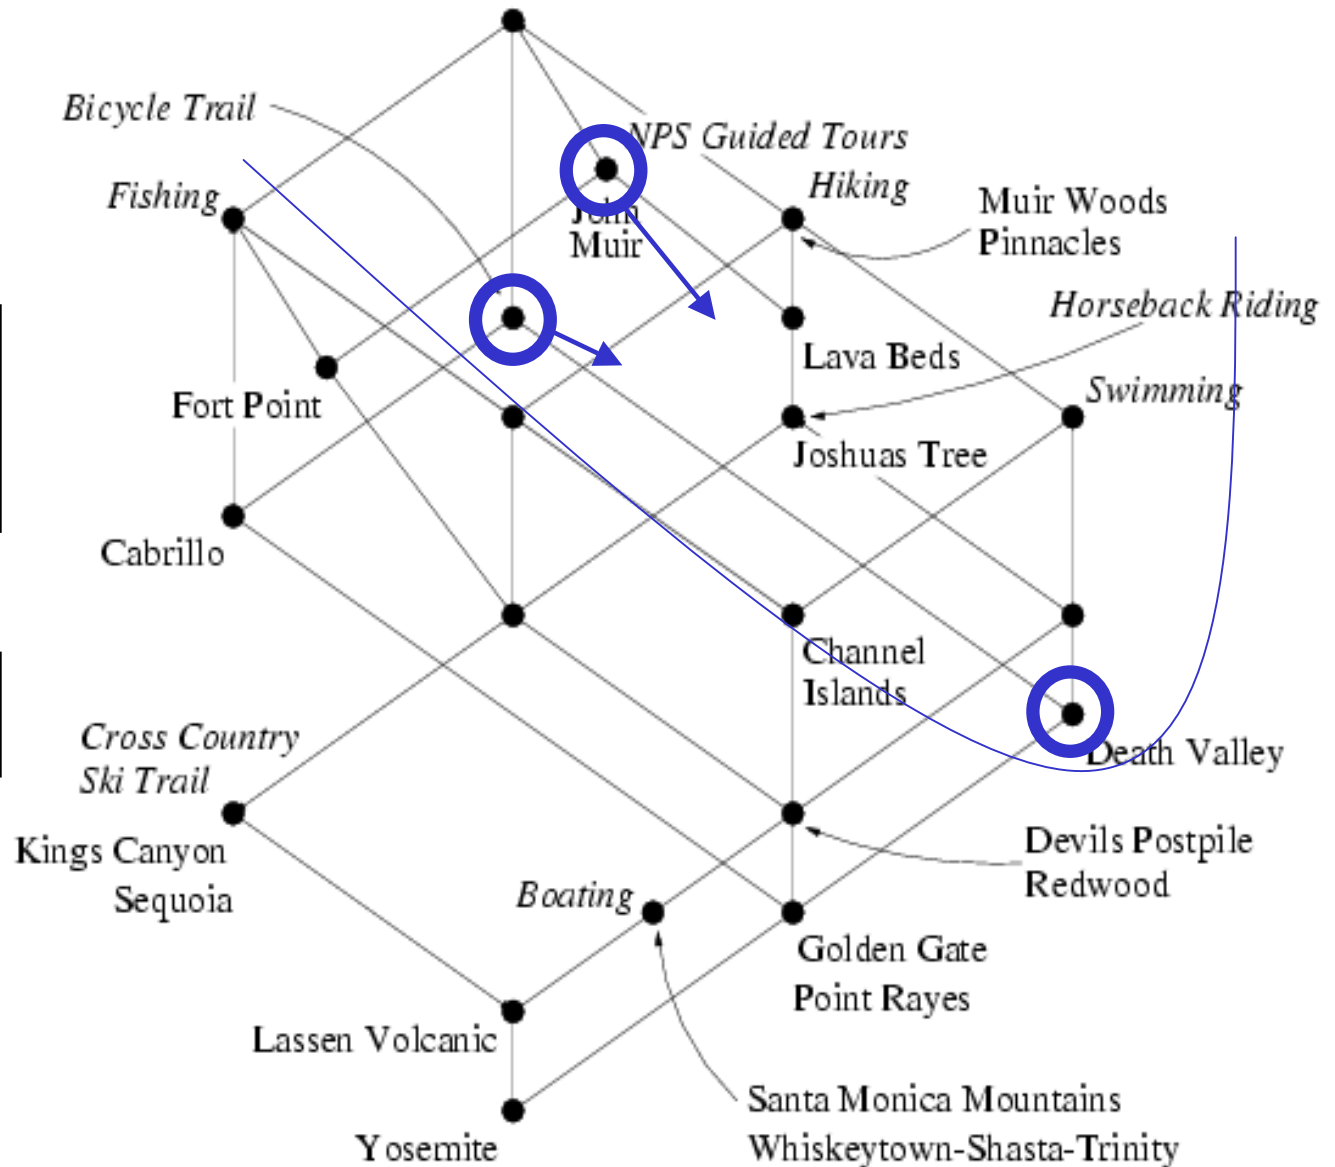 Bicycle Trail
NPS Guided Tours
Fishing
Hiking
Muir Woods
Pinnacles
John
Muir
Horseback Riding
Lava Beds
Swimming
Fort Point
Joshuas Tree
Cabrillo
Channel
Islands
Cross Country
Ski Trail
Death Valley
Kings Canyon
Sequoia
Devils Postpile
Redwood
Boating
Golden Gate
Point Rayes
Lassen Volcanic
Santa Monica Mountains
Whiskeytown-Shasta-Trinity
Yosemite